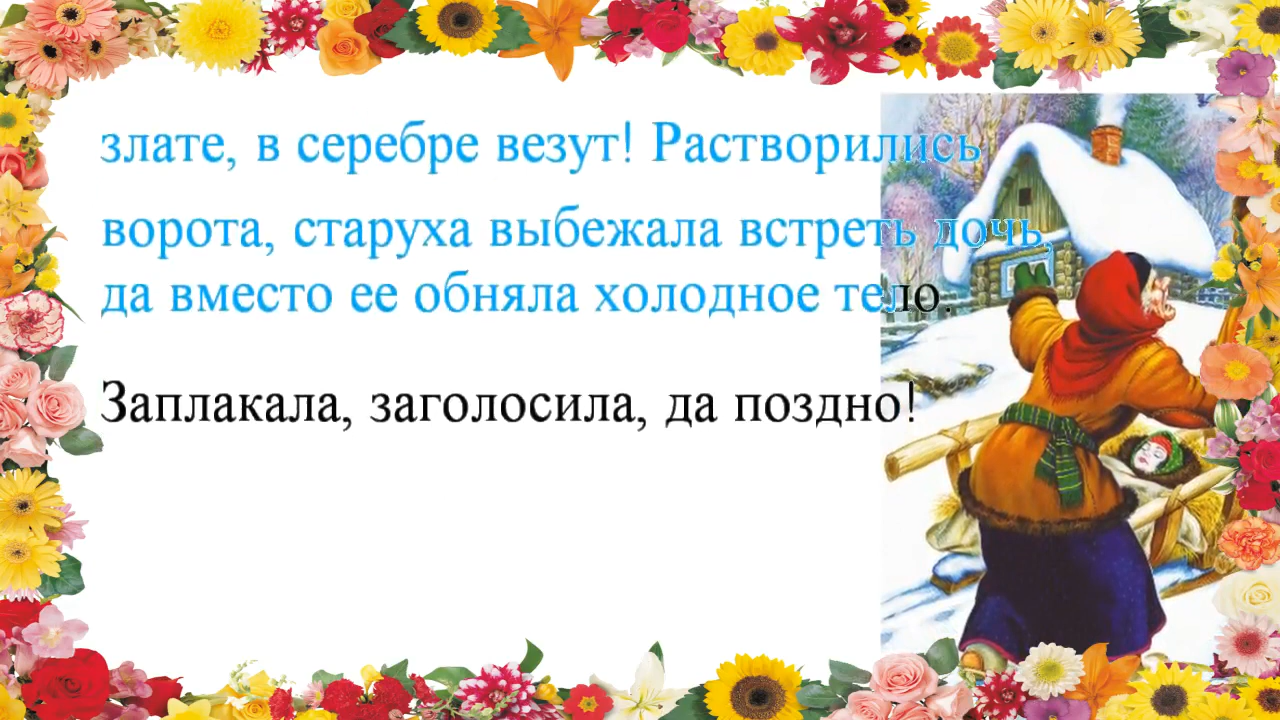 злате, в серебре везут! Растворились
ворота, старуха выбежала встреть дочь,
да вместо ее обняла холодное тело.
Заплакала, заголосила, да поздно!